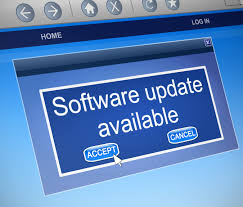 HOME
LOG IN
Software update
available
ACCEPT
CANCEL